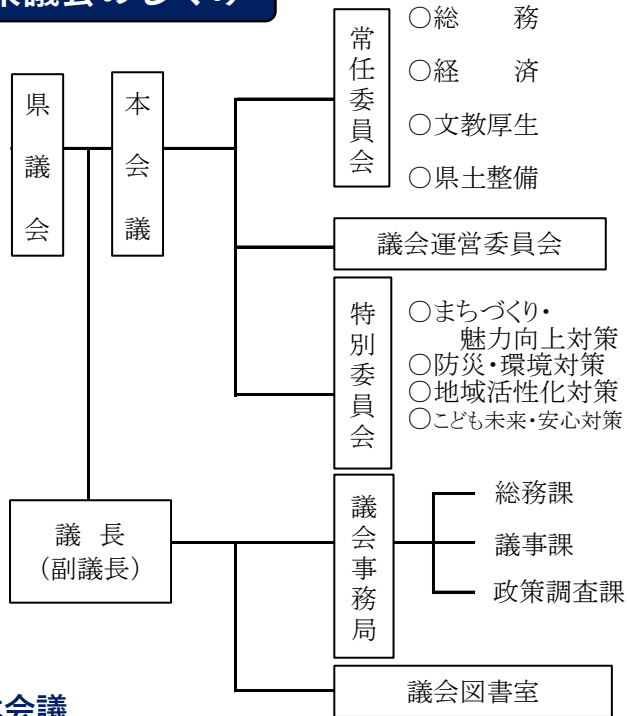 議会のしくみ
県議会
本会議
常任委員会
○総　務
○経　済
○文教厚生
○県土整備
議会運営委員会
特別委員会
○まちづくり・
魅力向上対策
○防災・環境対策
○地域活性化対策
○こども未来・安心対策
議長
(副議長)
議会事務局
総務課
議事課
政策調査課
議会図書室
会議